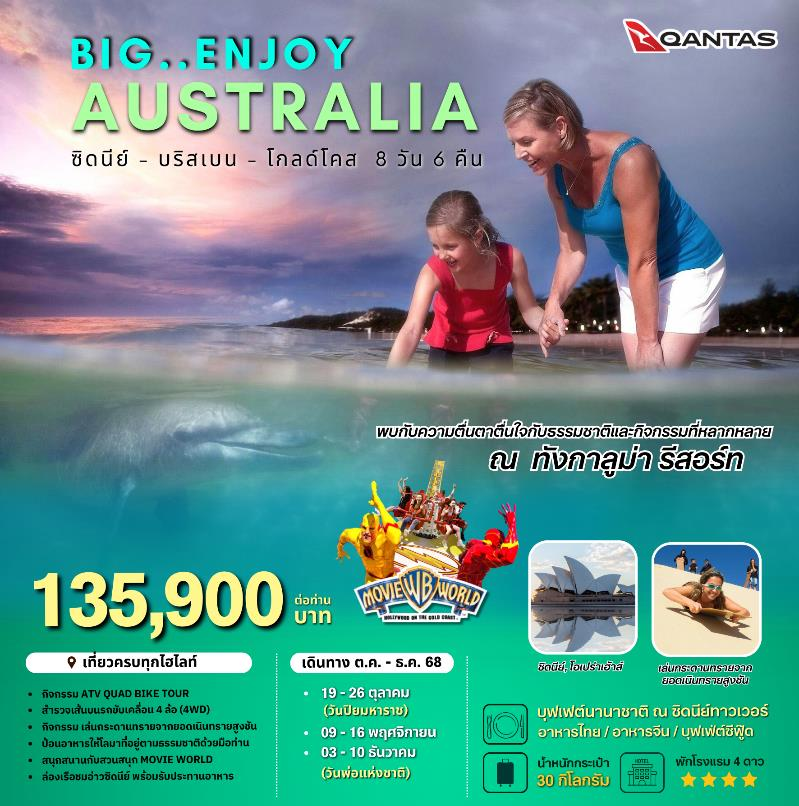 QANTAS
BIG..ENJOY
AUSTRALIA
ซิดนีย์ - บริสเบน - โกลด์โคส 8 วัน 6 คืน
พบกับความตื่นตาตื่นใจกับธรรมชาติและกิจกรรมที่หลากหลาย
ณ ทังกาลูม่า รีสอร์ท
MOVIE WB WORLD
HOLLYWOOD ON THE GOLD COAST
135,900 ต่อท่าน
บาท
ซิดนีย์, โอเปร่าเฮ้าส์
เล่นกระดานทรายจาก
ยอดเนินทรายสูงชัน
เที่ยวครบทุกไฮไลท์
• กิจกรรม ATV QUAD BIKE TOUR
• สำรวจเส้นบนรถขับเคลื่อน 4 ล้อ (4WD)
• กิจกรรม เล่นกระดานทรายจากยอดเนินทรายสูงชัน
• ป้อนอาหารให้โลมาที่อยู่ตามธรรมชาติด้วยมือท่าน
• สนุกสนานกับสวนสนุก MOVIE WORLD
• ล่องเรือชมอ่าวซิดนีย์ พร้อมรับประทานอาหาร
เดินทาง ต.ค. - ธ.ค. 68
• 19 - 26 ตุลาคม
(วันปิยมหาราช)
• 09 - 16 พฤศจิกายน
• 03 - 10 ธันวาคม
(วันพ่อแห่งชาติ)
บุฟเฟต์นานาชาติ ณ ซิดนีย์ทาวเวอร์
อาหารไทย / อาหารจีน / บุฟเฟ่ต์ซีฟู้ด
น้ำหนักกระเป๋า
30 กิโลกรัม
HOTEL
พักโรงแรม 4 ดาว